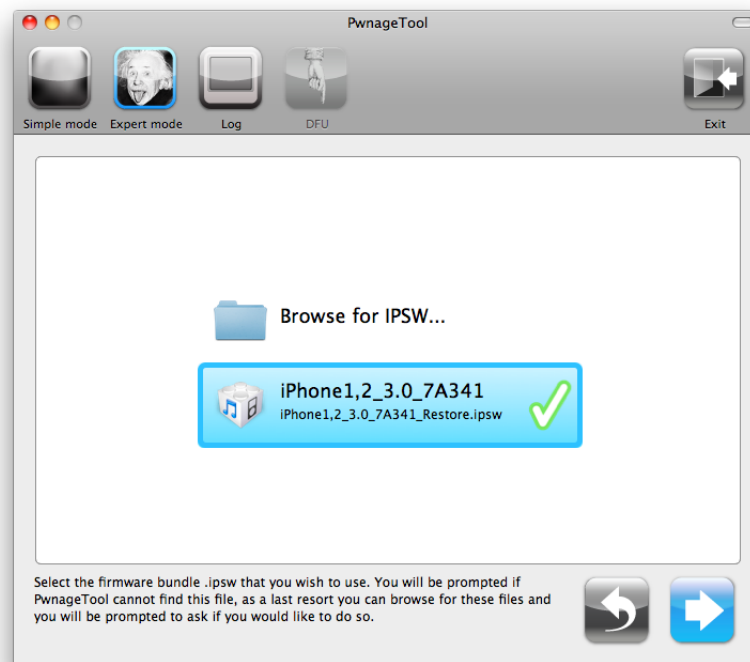 PwnageTool
Simple mode
Expert mode
Log
DFU
Exit
Browse for IPSW...
iPhone1,2_3.0_7A341
iPhone1,2_3.0_7A341_Restore.ipsw
Select the firmware bundle .ipsw that you wish to use. You will be prompted if
PwnageTool cannot find this file, as a last resort you can browse for these files and
you will be prompted to ask if you would like to do so.